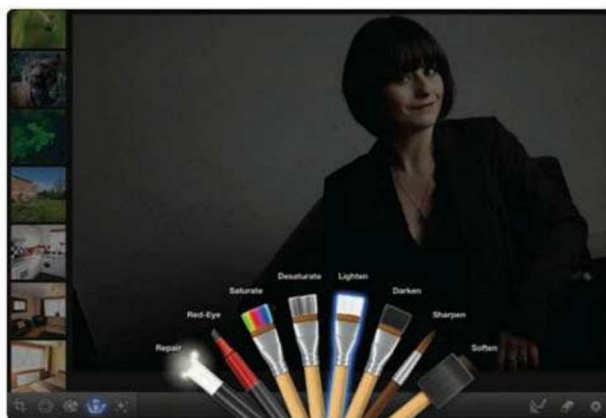 Desaturate Lighten
Saturate Darken
Red-Eye Sharpen
Repair Soften